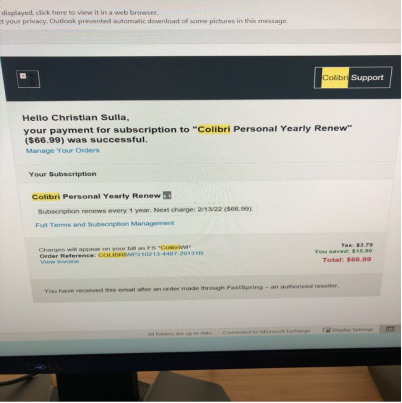 displayed, click here to view it in a web browser.
ct your privacy, Outlook prevented automatic download of some pictures in this message.
Colibri Support
Hello Christian Sulla,
your payment for subscription to "Colibri Personal Yearly Renew"
($66.99) was successful.
Manage Your Orders
Your Subscription
Colibri Personal Yearly Renew
Subscription renews every 1 year. Next charge: 2/13/22 ($66.99).
Full Terms and Subscription Management
Charges will appear on your bill as FS *ColibriWP
Order Reference:
View Invoice
Tax: $3.79
You saved:
Total: $66.99
You have received this email after an order made through FastSpring – an authorized reseller.
All folders are up to date.
Connected to: Microsoft Exchange
Display Settings